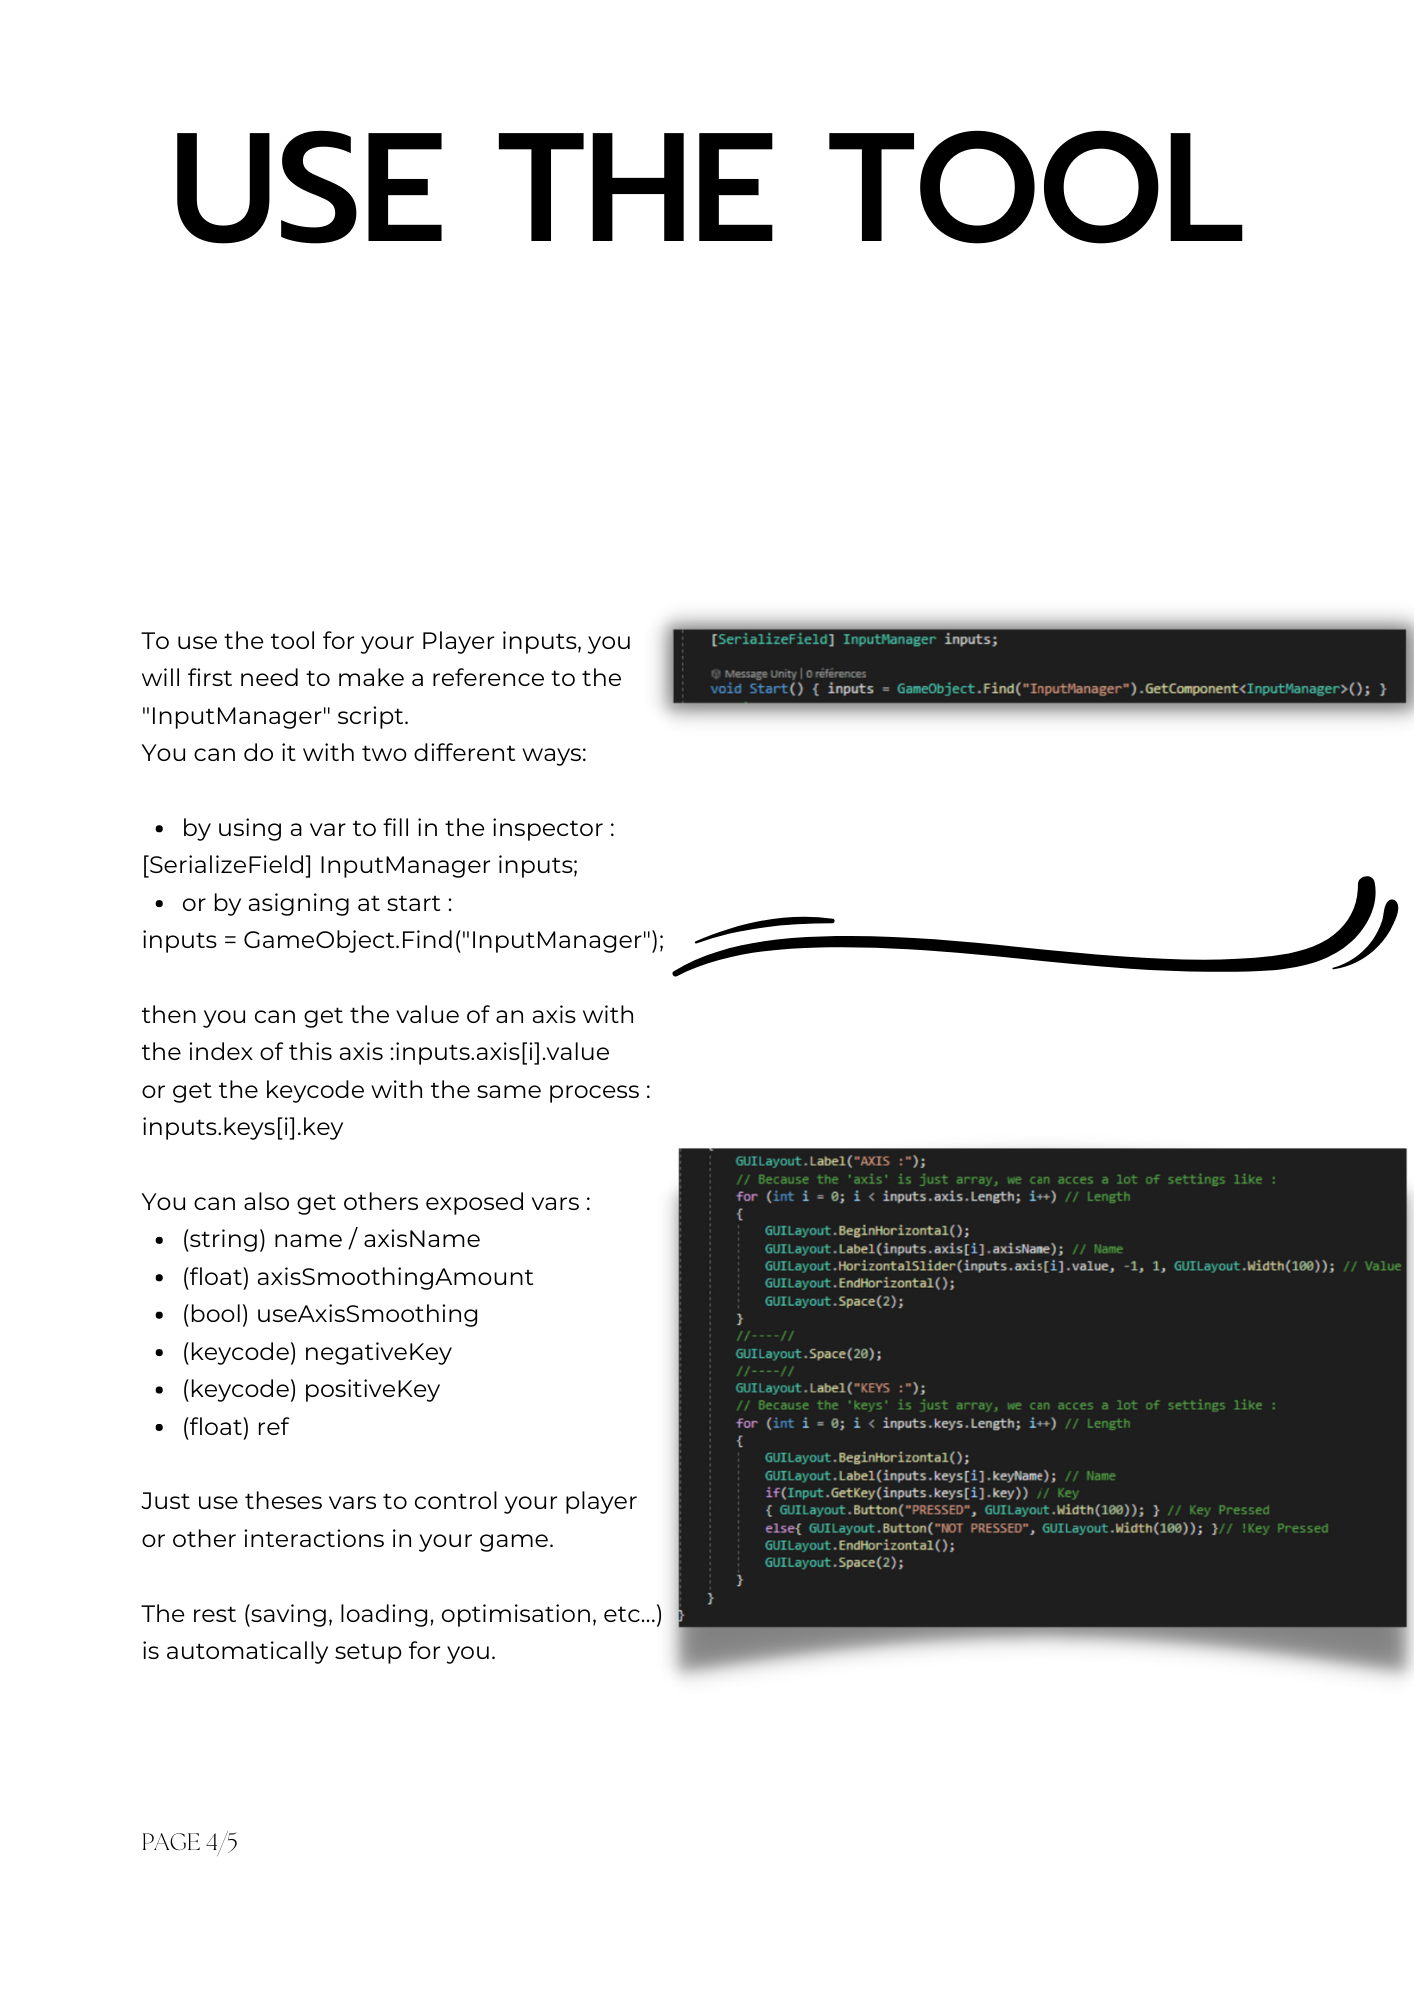 USE THE TOOL
To use the tool for your Player inputs, you
will first need to make a reference to the
"InputManager" script.
You can do it with two different ways:
• by using a var to fill in the inspector :
[SerializeField] InputManager inputs;
• or by asigning at start :
inputs = GameObject.Find("InputManager");
then you can get the value of an axis with
the index of this axis :inputs.axis[i].value
or get the keycode with the same process :
inputs.keys[i].key
You can also get others exposed vars :
• (string) name / axisName
• (float) axisSmoothingAmount
• (bool) useAxisSmoothing
• (keycode) negativeKey
• (keycode) positiveKey
• (float) ref
Just use theses vars to control your player
or other interactions in your game.
The rest (saving, loading, optimisation, etc...)
is automatically setup for you.
[SerializeField] InputManager inputs;
Message Unity | 0 références
void Start() { inputs = GameObject.Find("InputManager").GetComponent<InputManager>(); }
GUILayout.Label("AXIS :");
// Because the 'axis' is just array, we can acces a lot of settings like :
for (int i = 0; i < inputs.axis.Length; i++) // Length
{
GUILayout.BeginHorizontal();
GUILayout.Label(inputs.axis[i].axisName); // Name
GUILayout.HorizontalSlider(inputs.axis[i].value, -1, 1, GUILayout.Width(100)); // Value
GUILayout.EndHorizontal();
GUILayout.Space(2);
}
//----//
GUILayout.Space(20);
//----//
GUILayout.Label("KEYS :");
// Because the 'keys' is just array, we can acces a lot of settings like :
for (int i = 0; i < inputs.keys.Length; i++) // Length
{
GUILayout.BeginHorizontal();
GUILayout.Label(inputs.keys[i].keyName); // Name
if(Input.GetKey(inputs.keys[i].key)) // Key
{ GUILayout.Button("PRESSED", GUILayout.Width(100)); } // Key Pressed
else{ GUILayout.Button("NOT PRESSED", GUILayout.Width(100)); }// !Key Pressed
GUILayout.EndHorizontal();
GUILayout.Space(2);
}
}
}
PAGE 4/5